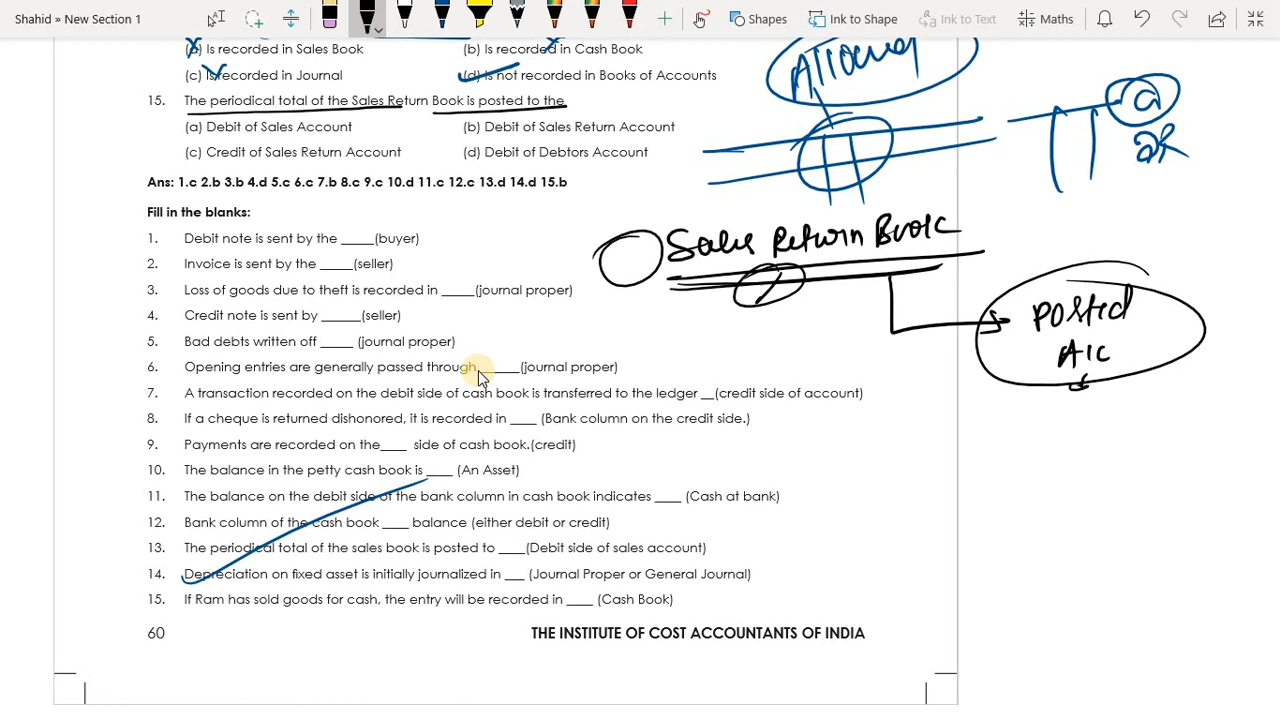 Shahid » New Section 1
Shapes
Ink to Shape
Ink to Text
Maths
(a) Is recorded in Sales Book (b) Is recorded in Cash Book
(c) Is recorded in Journal (d) Is not recorded in Books of Accounts
15. The periodical total of the Sales Return Book is posted to the
(a) Debit of Sales Account (b) Debit of Sales Return Account
(c) Credit of Sales Return Account (d) Debit of Debtors Account
Ans: 1.c 2.b 3.b 4.d 5.c 6.c 7.b 8.c 9.c 10.d 11.c 12.c 13.d 14.d 15.b
Fill in the blanks:
1. Debit note is sent by the _____(buyer)
2. Invoice is sent by the _____(seller)
3. Loss of goods due to theft is recorded in _____(journal proper)
4. Credit note is sent by ______(seller)
5. Bad debts written off _____ (journal proper)
6. Opening entries are generally passed through ______(journal proper)
7. A transaction recorded on the debit side of cash book is transferred to the ledger __(credit side of account)
8. If a cheque is returned dishonored, it is recorded in ____ (Bank column on the credit side.)
9. Payments are recorded on the____ side of cash book.(credit)
10. The balance in the petty cash book is ____ (An Asset)
11. The balance on the debit side of the bank column in cash book indicates ____ (Cash at bank)
12. Bank column of the cash book ____ balance (either debit or credit)
13. The periodical total of the sales book is posted to ____(Debit side of sales account)
14. Depreciation on fixed asset is initially journalized in ___ (Journal Proper or General Journal)
15. If Ram has sold goods for cash, the entry will be recorded in ____ (Cash Book)
60 THE INSTITUTE OF COST ACCOUNTANTS OF INDIA
Sales Return Book
Posted
A/c